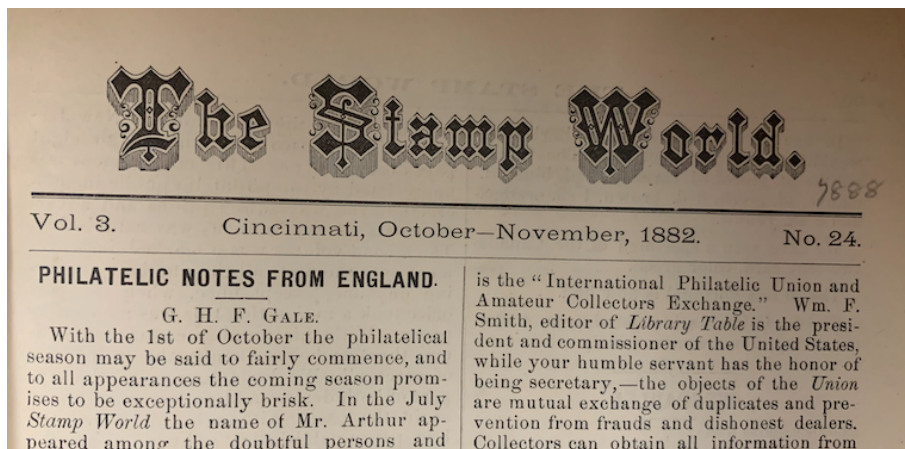 The Stamp World.
7888
Vol. 3.
Cincinnati, October—November, 1882.
No. 24.
PHILATELIC NOTES FROM ENGLAND.
G. H. F. GALE.
With the 1st of October the philatelical
season may be said to fairly commence, and
to all appearances the coming season prom-
ises to be exceptionally brisk. In the July
Stamp World the name of Mr. Arthur ap-
peared among the doubtful persons and
is the “International Philatelic Union and
Amateur Collectors Exchange.” Wm. F.
Smith, editor of Library Table is the presi-
dent and commissioner of the United States,
while your humble servant has the honor of
being secretary,—the objects of the Union
are mutual exchange of duplicates and pre-
vention from frauds and dishonest dealers.
Collectors can obtain all information from